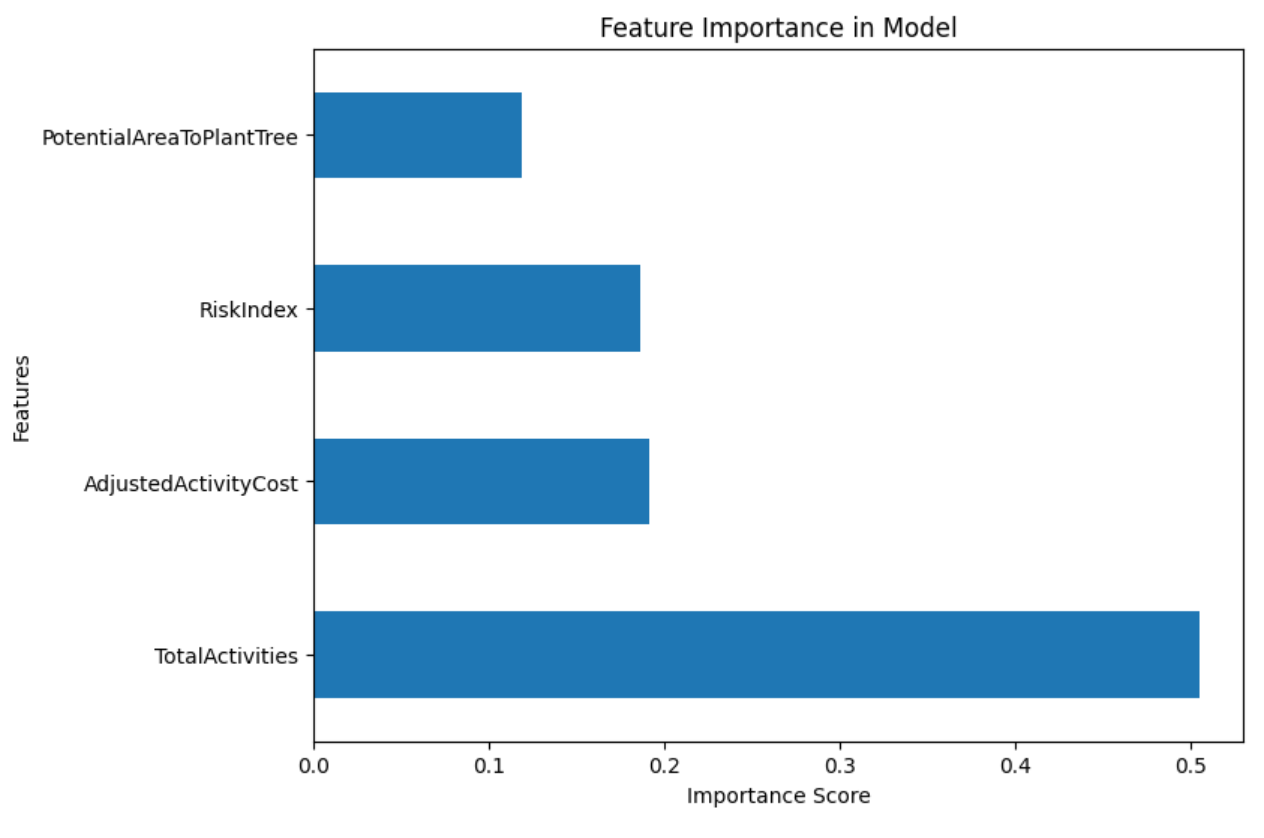 Feature Importance in Model
PotentialAreaToPlantTree
RiskIndex
AdjustedActivityCost
TotalActivities
Features
0.0 0.1 0.2 0.3 0.4 0.5
Importance Score